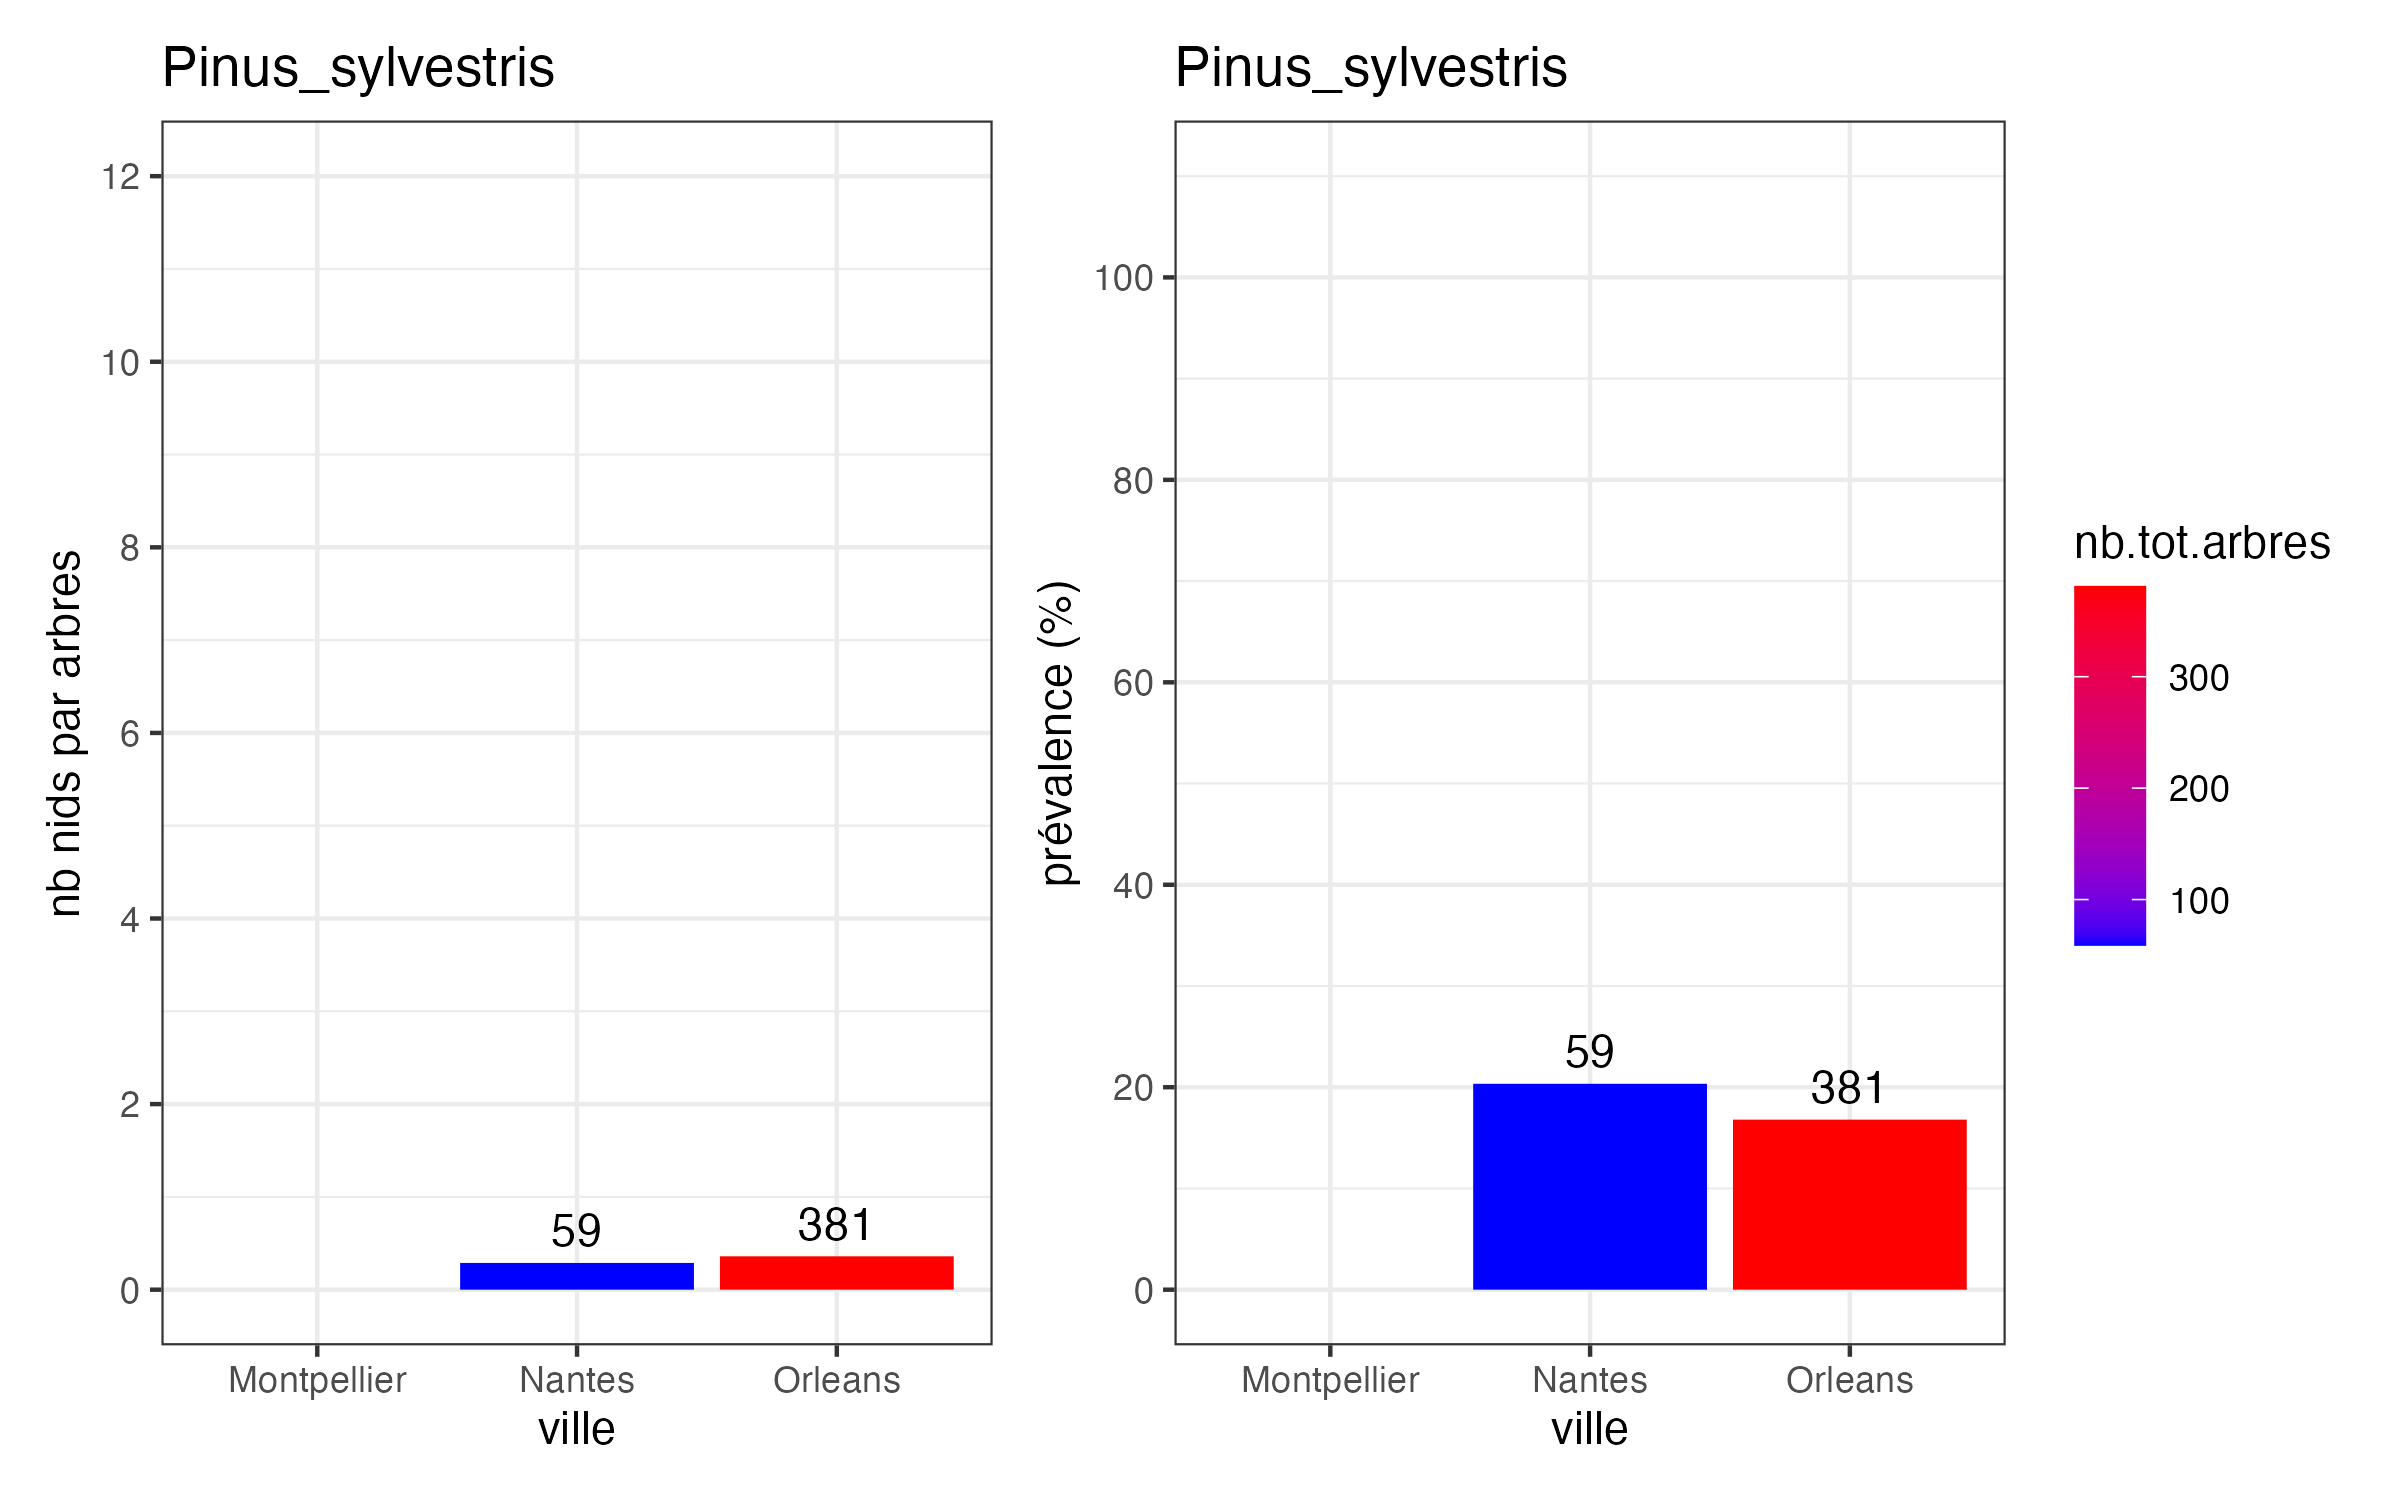 Pinus_sylvestris
nb nids par arbres
12
10
8
6
4
2
0
59
381
Montpellier Nantes Orleans
ville
Pinus_sylvestris
prévalence (%)
100
80
60
40
20
0
59
381
Montpellier Nantes Orleans
ville
nb.tot.arbres
300
200
100